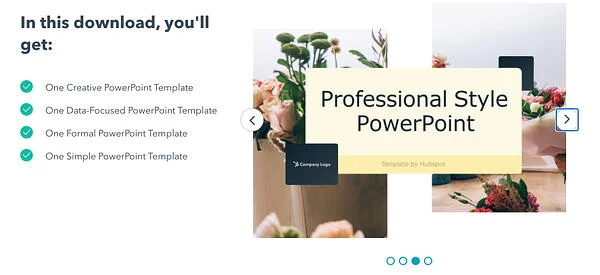 In this download, you'll
get:
One Creative PowerPoint Template
One Data-Focused PowerPoint Template
One Formal PowerPoint Template
One Simple PowerPoint Template
Professional Style
PowerPoint
Template by Hubspot
Company Logo